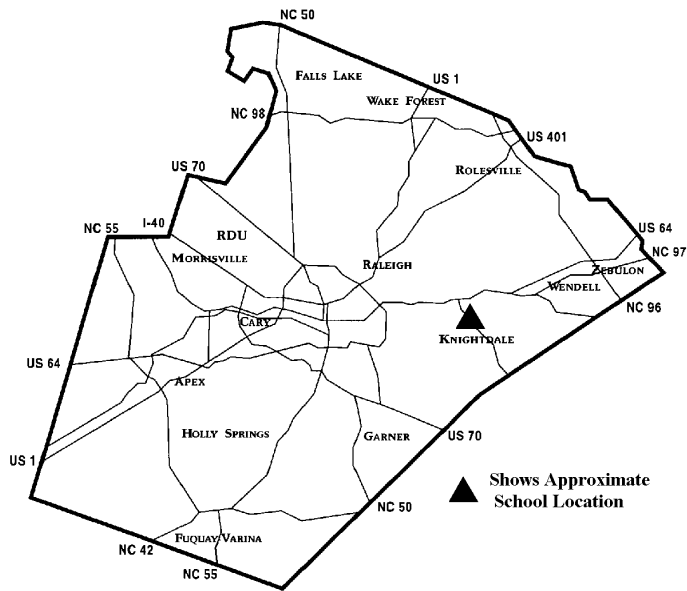 NC 50
FALLS LAKE
US 1
WAKE FOREST
NC 98
US 401
US 70
ROLESVILLE
NC 55
I-40
RDU
MORRISVILLE
RALEIGH
US 64
NC 97
ZEBULON
WENDELL
NC 96
CARY
KNIGHTDALE
US 64
APEX
HOLLY SPRINGS
GARNER
US 70
US 1
Shows Approximate
School Location
NC 50
NC 42
FUQUAY VARINA
NC 55